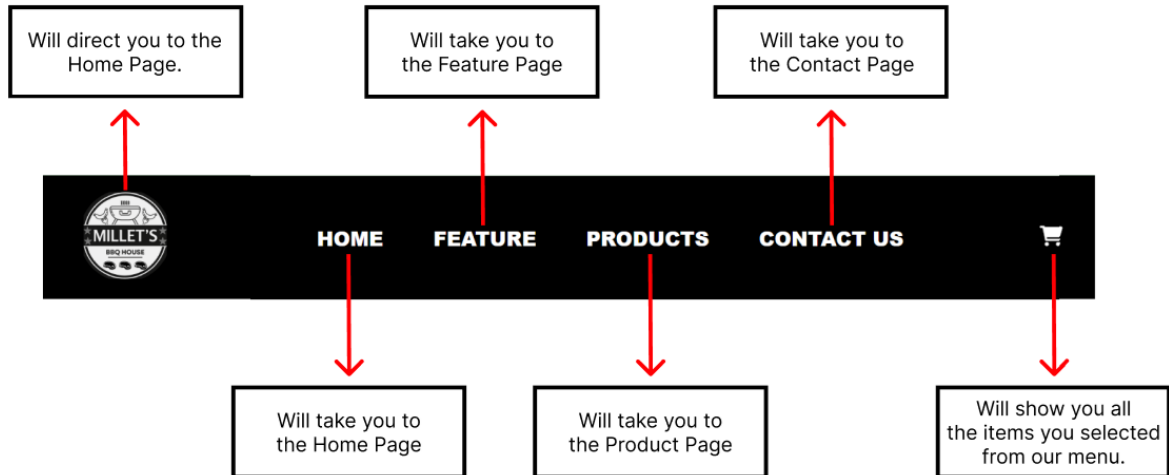 Will direct you to the
Home Page.
Will take you to
the Feature Page
Will take you to
the Contact Page
MILLET'S
BBQ HOUSE
HOME
FEATURE
PRODUCTS
CONTACT US
Will take you to
the Home Page
Will take you to
the Product Page
Will show you all
the items you selected
from our menu.